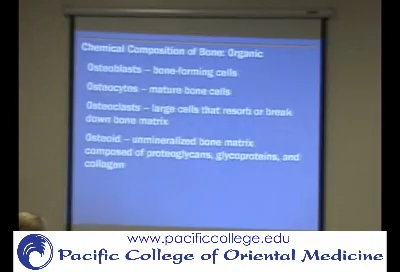 Chemical Composition of Bone: Organic
Osteoblasts – bone-forming cells
Osteocytes – mature bone cells
Osteoclasts – large cells that resorb or break
down bone matrix
Osteoid – unmineralized bone matrix
composed of proteoglycans, glycoproteins, and
collagen
www.pacificcollege.edu
Pacific College of Oriental Medicine